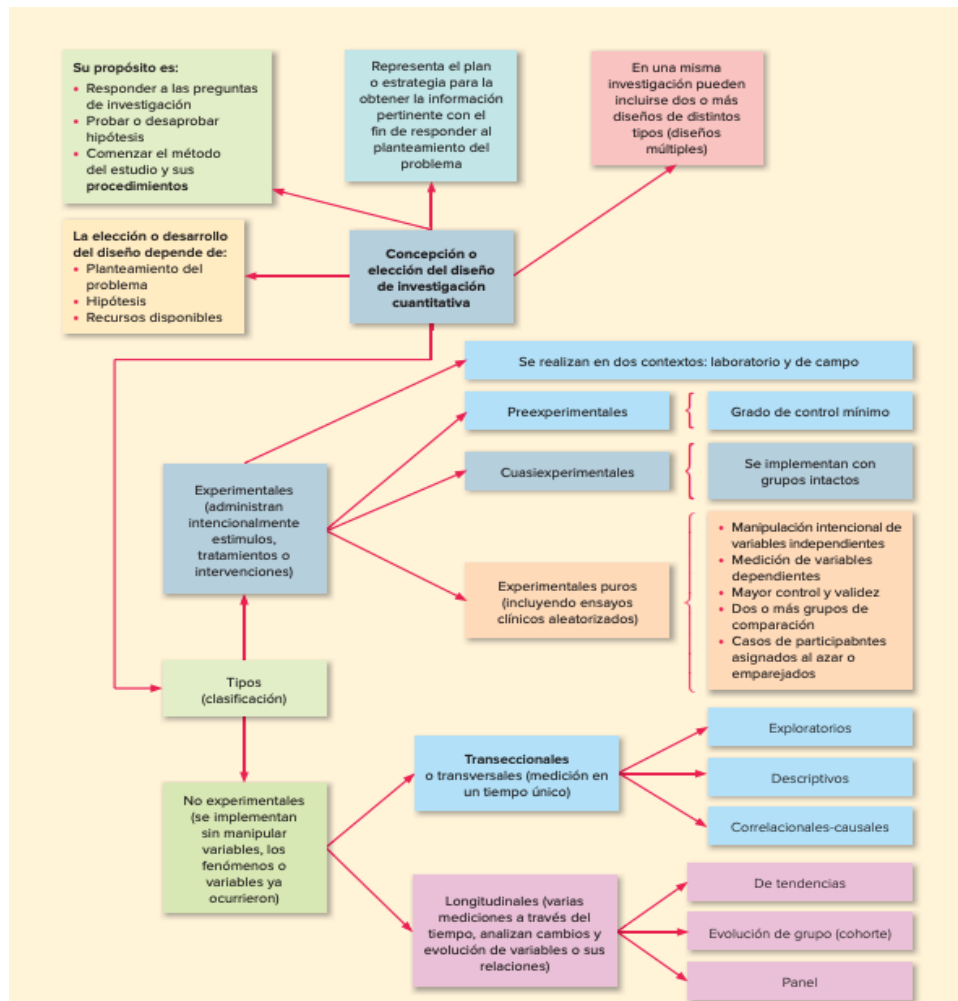 Su propósito es:
• Responder a las preguntas
de investigación
• Probar o desaprobar
hipótesis
• Comenzar el método
del estudio y sus
procedimientos
Representa el plan
o estrategia para la
obtener la información
pertinente con el
fin de responder al
planteamiento del
problema
En una misma
investigación pueden
incluirse dos o más
diseños de distintos
tipos (diseños
múltiples)
La elección o desarrollo
del diseño depende de:
• Planteamiento del
problema
• Hipótesis
• Recursos disponibles
Concepción o
elección del diseño
de investigación
cuantitativa
Se realizan en dos contextos: laboratorio y de campo
Preexperimentales
Grado de control mínimo
Cuasiexperimentales
Se implementan con
grupos intactos
Experimentales
(administran
intencionalmente
estimulos,
tratamientos o
intervenciones)
Experimentales puros
(incluyendo ensayos
clínicos aleatorizados)
• Manipulación intencional de
variables independientes
• Medición de variables
dependientes
• Mayor control y validez
• Dos o más grupos de
comparación
• Casos de participabntes
asignados al azar o
emparejados
Tipos
(clasificación)
No experimentales
(se implementan
sin manipular
variables, los
fenómenos o
variables ya
ocurrieron)
Transeccionales
o transversales (medición en
un tiempo único)
Exploratorios
Descriptivos
Correlacionales-causales
Longitudinales (varias
mediciones a través del
tiempo, analizan cambios y
evolución de variables o sus
relaciones)
De tendencias
Evolución de grupo (cohorte)
Panel